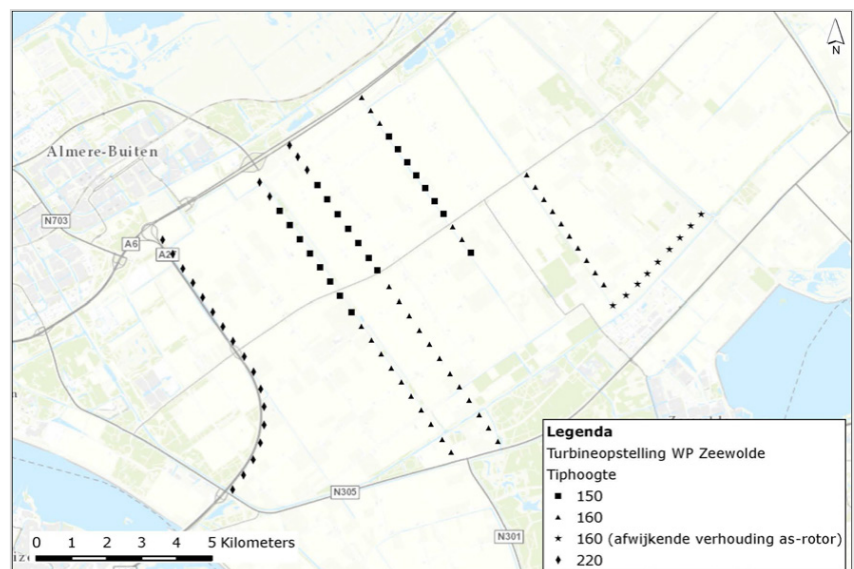 N
Almere-Buiten
N703
A6
A27
N305
N301
0 1 2 3 4 5 Kilometers
Legenda
Turbineopstelling WP Zeewolde
Tiphoogte
150
160
160 (afwijkende verhouding as-rotor)
220